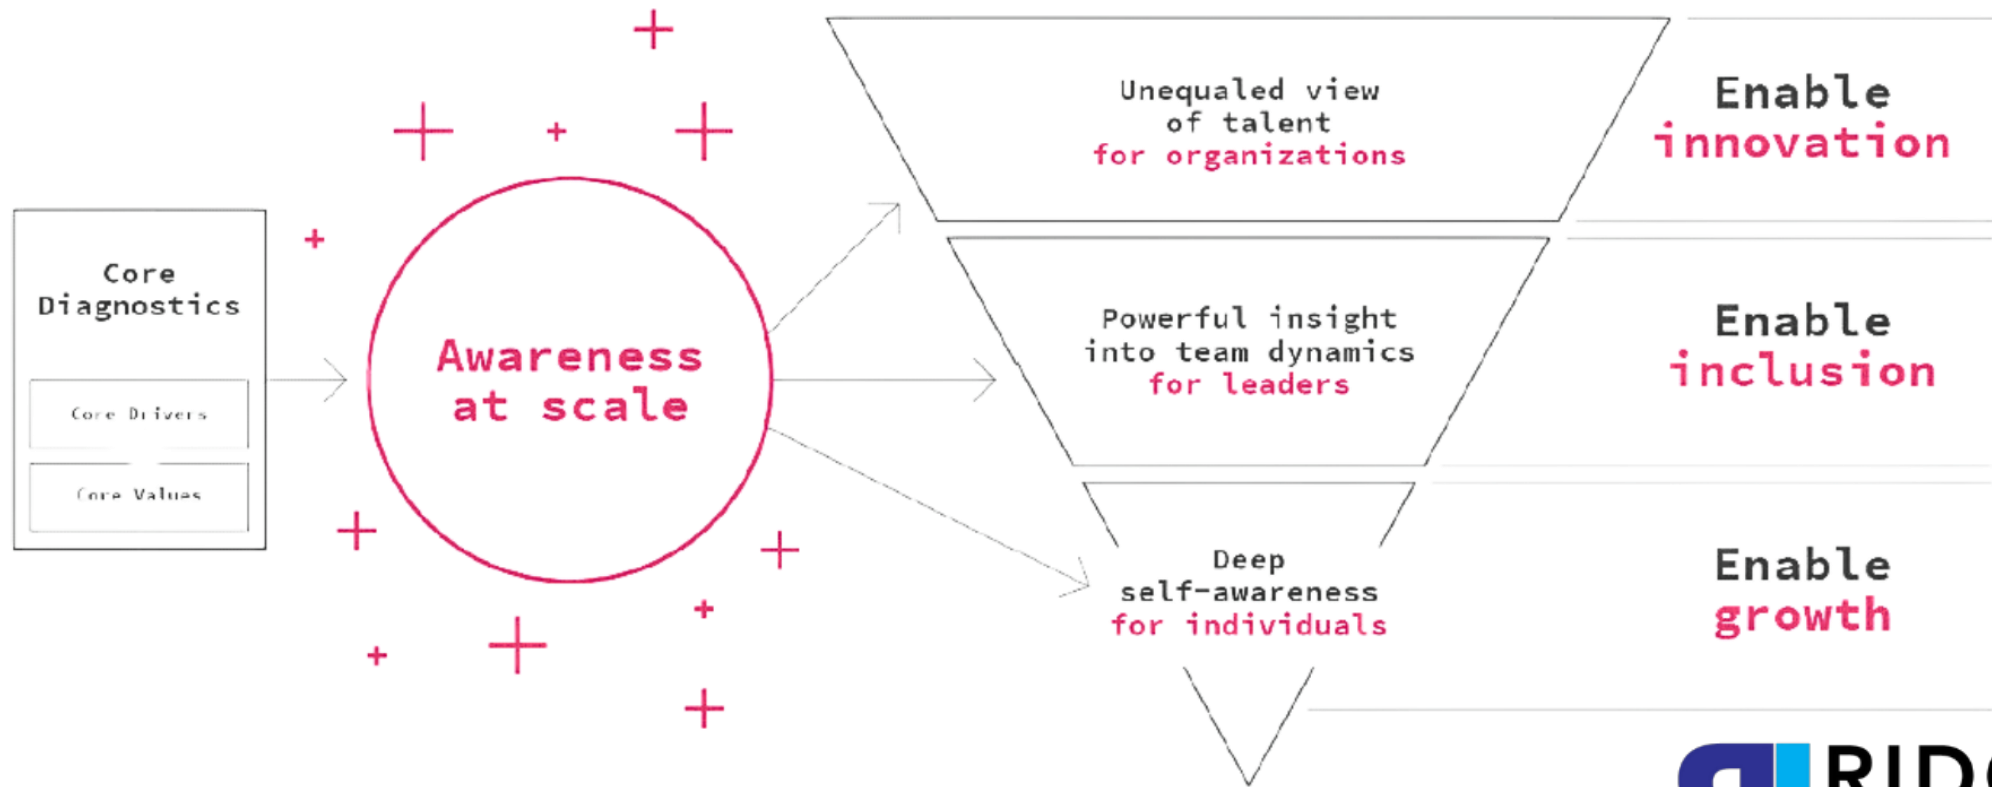 Core
Diagnostics
Core Drivers
Core Values
Awareness
at scale
Unequaled view
of talent
for organizations
Enable
innovation
Powerful insight
into team dynamics
for leaders
Enable
inclusion
Deep
self-awareness
for individuals
Enable
growth